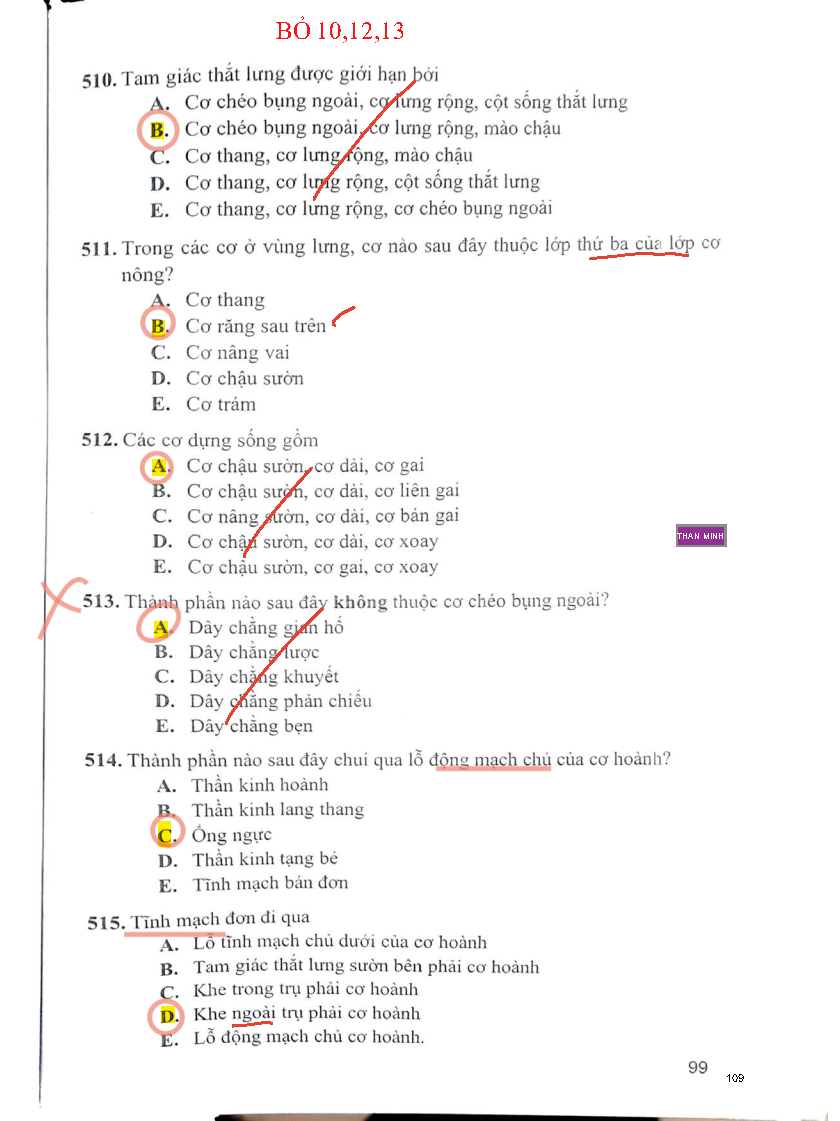 BỎ 10,12,13
510. Tam giác thắt lưng được giới hạn bởi
A. Cơ chéo bụng ngoài, cơ lưng rộng, cột sống thắt lưng
B. Cơ chéo bụng ngoài, cơ lưng rộng, mào chậu
C. Cơ thang, cơ lưng rộng, mào chậu
D. Cơ thang, cơ lưng rộng, cột sống thắt lưng
E. Cơ thang, cơ lưng rộng, cơ chéo bụng ngoài
511. Trong các cơ ở vùng lưng, cơ nào sau đây thuộc lớp thứ ba của lớp cơ
nông?
A. Cơ thang
B. Cơ răng sau trên
C. Cơ nâng vai
D. Cơ chậu sườn
E. Cơ trám
512. Các cơ dựng sống gồm
A. Cơ chậu sườn, cơ dài, cơ gai
B. Cơ chậu sườn, cơ dài, cơ liên gai
C. Cơ nâng sườn, cơ dài, cơ bán gai
D. Cơ chậu sườn, cơ dài, cơ xoay
E. Cơ chậu sườn, cơ gai, cơ xoay
THAN MINH
513. Thành phần nào sau đây không thuộc cơ chéo bụng ngoài?
A. Dây chằng gian hố
B. Dây chằng lược
C. Dây chằng khuyết
D. Dây chằng phản chiếu
E. Dây chằng bẹn
514. Thành phần nào sau đây chui qua lỗ động mạch chủ của cơ hoành?
A. Thần kinh hoành
B. Thần kinh lang thang
C. Ống ngực
D. Thần kinh tạng bé
E. Tĩnh mạch bán đơn
515. Tĩnh mạch đơn đi qua
A. Lỗ tĩnh mạch chủ dưới của cơ hoành
B. Tam giác thắt lưng sườn bên phải cơ hoành
C. Khe trong trụ phải cơ hoành
D. Khe ngoài trụ phải cơ hoành
E. Lỗ động mạch chủ cơ hoành.
99
109